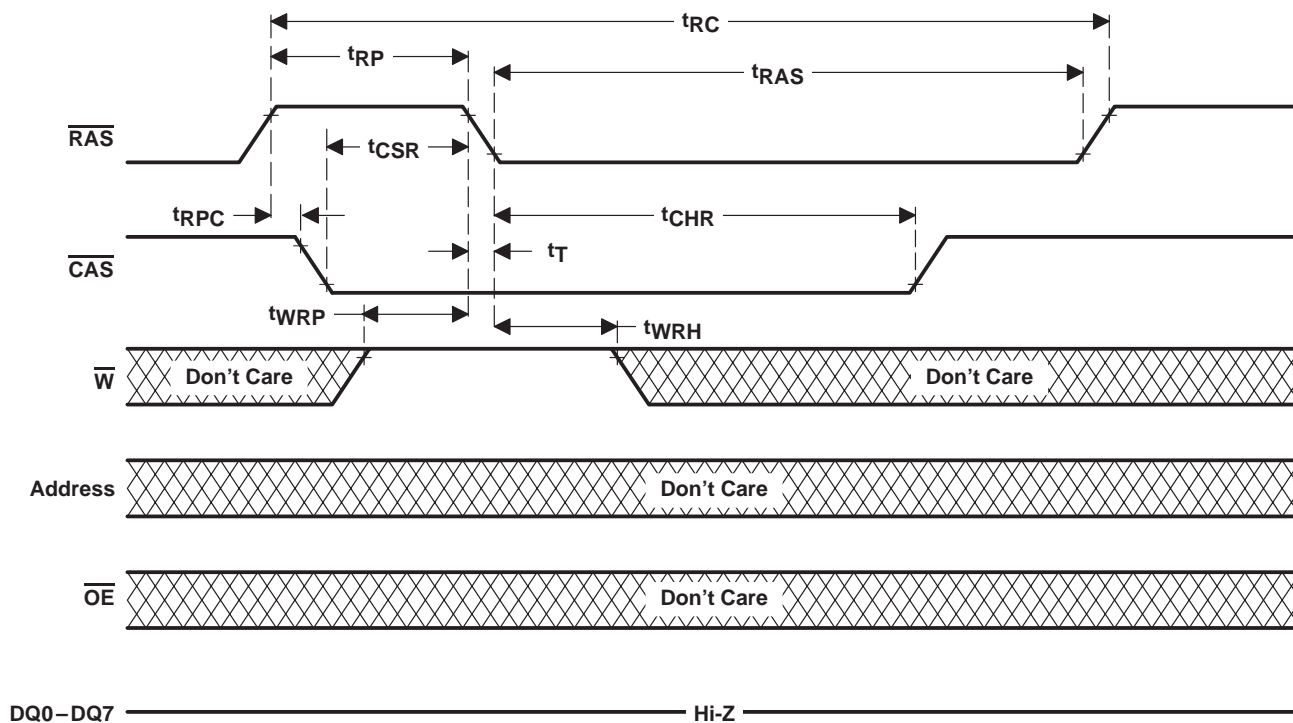 tRC
tRP
tRAS
RAS
tCSR
tRPC
tCHR
CAS
tT
tWRP
tWRH
W
Don't Care
Don't Care
Address
Don't Care
OE
Don't Care
DQ0–DQ7
Hi-Z